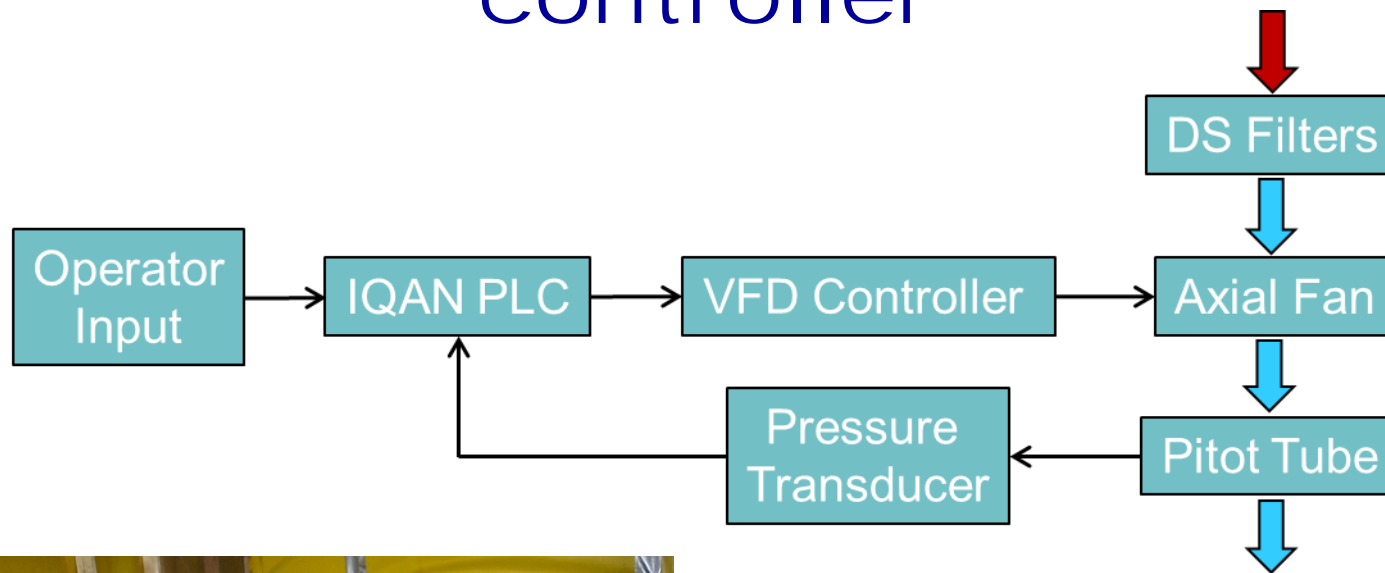 controller
DS Filters
Operator
Input
IQAN PLC
VFD Controller
Axial Fan
Pressure
Transducer
Pitot Tube